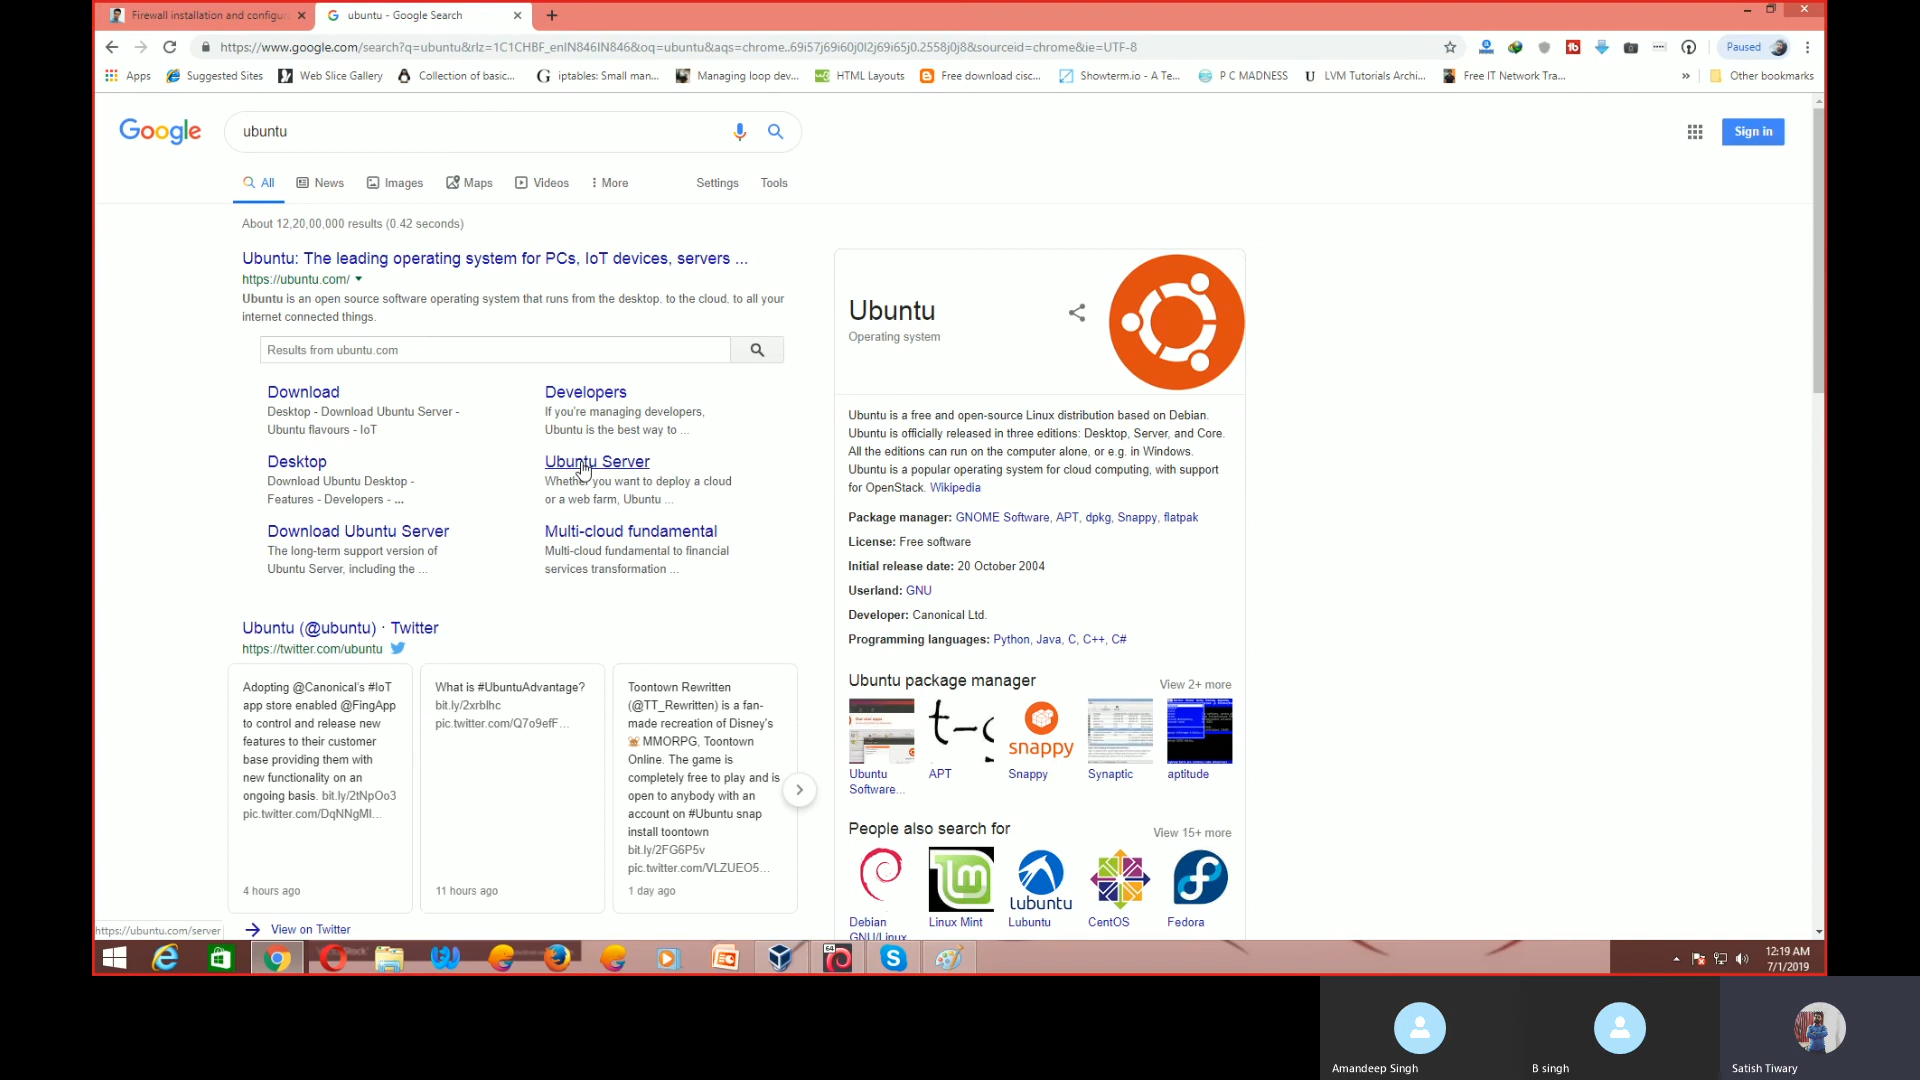 Firewall installation and configur
ubuntu - Google Search
https://www.google.com/search?q=ubuntu&rlz=1C1CHBF_enIN846IN846&oq=ubuntu&aqs=chrome..69i57j69i60j0l2j69i65j0.2558j0j8&sourceid=chrome&ie=UTF-8
Paused
Apps Suggested Sites Web Slice Gallery Collection of basic... iptables: Small man... Managing loop dev... HTML Layouts Free download cisc... Showterm.io - A Te... P C MADNESS LVM Tutorials Archi... Free IT Network Tra... » Other bookmarks
Google
ubuntu
Sign in
All News Images Maps Videos More Settings Tools
About 12,20,00,000 results (0.42 seconds)
Ubuntu: The leading operating system for PCs, IoT devices, servers ...
https://ubuntu.com/
Ubuntu is an open source software operating system that runs from the desktop, to the cloud, to all your
internet connected things.
Results from ubuntu.com
Download
Desktop - Download Ubuntu Server -
Ubuntu flavours - IoT
Developers
If you're managing developers,
Ubuntu is the best way to ...
Desktop
Download Ubuntu Desktop -
Features - Developers - ...
Ubuntu Server
Whether you want to deploy a cloud
or a web farm, Ubuntu ...
Download Ubuntu Server
The long-term support version of
Ubuntu Server, including the ...
Multi-cloud fundamental
Multi-cloud fundamental to financial
services transformation ...
Ubuntu (@ubuntu) · Twitter
https://twitter.com/ubuntu
Adopting @Canonical's #IoT
app store enabled @FingApp
to control and release new
features to their customer
base providing them with
new functionality on an
ongoing basis. bit.ly/2tNpOo3
pic.twitter.com/DqNNgMl...
4 hours ago
What is #UbuntuAdvantage?
bit.ly/2xrblhc
pic.twitter.com/Q7o9efF...
11 hours ago
Toontown Rewritten
(@TT_Rewritten) is a fan-
made recreation of Disney's
MMORPG, Toontown
Online. The game is
completely free to play and is
open to anybody with an
account on #Ubuntu snap
install toontown
bit.ly/2FG6P5v
pic.twitter.com/VLZUEO5...
1 day ago
View on Twitter
https://ubuntu.com/server
Ubuntu
Operating system
Ubuntu is a free and open-source Linux distribution based on Debian.
Ubuntu is officially released in three editions: Desktop, Server, and Core.
All the editions can run on the computer alone, or e.g. in Windows.
Ubuntu is a popular operating system for cloud computing, with support
for OpenStack. Wikipedia
Package manager: GNOME Software, APT, dpkg, Snappy, flatpak
License: Free software
Initial release date: 20 October 2004
Userland: GNU
Developer: Canonical Ltd.
Programming languages: Python, Java, C, C++, C#
Ubuntu package manager
View 2+ more
snappy
Ubuntu
Software...
APT
Snappy
Synaptic
aptitude
People also search for
View 15+ more
lubuntu
Debian
GNU/Linux
Linux Mint
Lubuntu
CentOS
Fedora
64
12:19 AM
7/1/2019
Amandeep Singh
B singh
Satish Tiwary